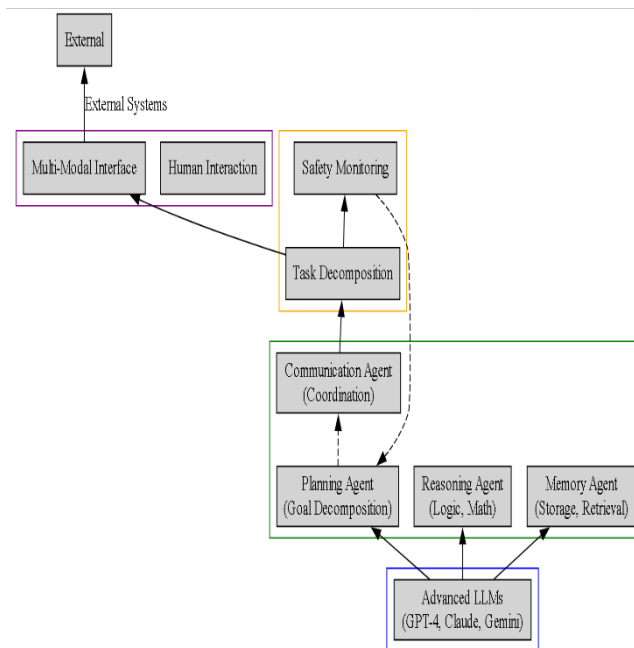 External
External Systems
Multi-Modal Interface
Human Interaction
Safety Monitoring
Task Decomposition
Communication Agent
(Coordination)
Planning Agent
(Goal Decomposition)
Reasoning Agent
(Logic, Math)
Memory Agent
(Storage, Retrieval)
Advanced LLMs
(GPT-4, Claude, Gemini)